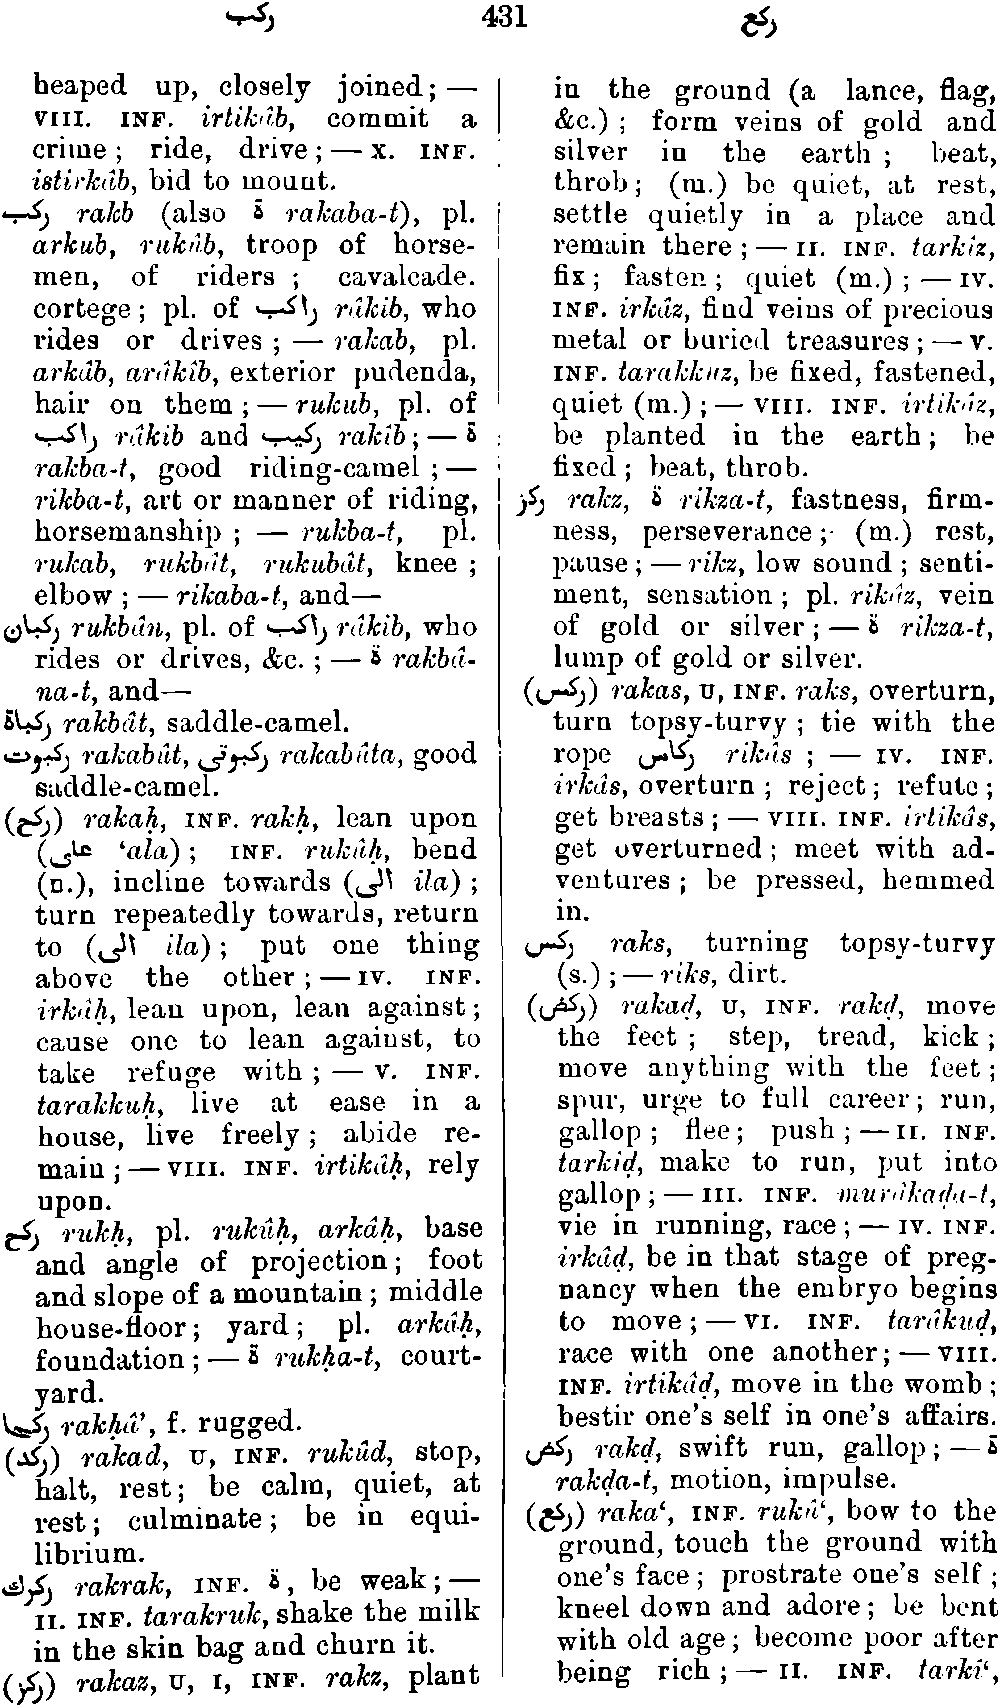 ركب 431 ركع
heaped up, closely joined; —
VIII. INF. irtikâb, commit a
crime; ride, drive; — X. INF.
istirkâb, bid to mount.
ركب rakb (also ة rakaba-t), pl.
arkub, rukûb, troop of horse-
men, of riders; cavalcade.
cortege; pl. of راكب râkib, who
rides or drives; — rakab, pl.
arkâb, arâkîb, exterior pudenda,
hair on them; — rukub, pl. of
راكب râkib and ركيب rakîb; — ة
rakba-t, good riding-camel; —
rikba-t, art or manner of riding,
horsemanship; — rukba-t, pl.
rukab, rukbât, rukubât, knee;
elbow; — rikaba-t, and—
ركبان rukbân, pl. of راكب râkib, who
rides or drives, &c.; — ة rakbâ-
na-t, and—
ركباة rakbât, saddle-camel.
ركبوت rakabût, ركبوتى rakabûta, good
saddle-camel.
(ركح) rakaḥ, INF. rakḥ, lean upon
(على ‘ala); INF. rukûḥ, bend
(n.), incline towards (الى ila);
turn repeatedly towards, return
to (الى ila); put one thing
above the other; — IV. INF.
irkâḥ, lean upon, lean against;
cause one to lean against, to
take refuge with; — V. INF.
tarakkuḥ, live at ease in a
house, live freely; abide re-
main; — VIII. INF. irtikâḥ, rely
upon.
ركح rukḥ, pl. rukûḥ, arkâḥ, base
and angle of projection; foot
and slope of a mountain; middle
house-floor; yard; pl. arkâḥ,
foundation; — ة rukḥa-t, court-
yard.
ركحا rakḥâ’, f. rugged.
(ركد) rakad, U, INF. rukûd, stop,
halt, rest; be calm, quiet, at
rest; culminate; be in equi-
librium.
ركرك rakrak, INF. ة, be weak; —
II. INF. tarakruk, shake the milk
in the skin bag and churn it.
(ركز) rakaz, U, I, INF. rakz, plant
in the ground (a lance, flag,
&c.); form veins of gold and
silver in the earth; beat,
throb; (m.) be quiet, at rest,
settle quietly in a place and
remain there; — II. INF. tarkîz,
fix; fasten; quiet (m.); — IV.
INF. irkâz, find veins of precious
metal or buried treasures; — V.
INF. tarakkuz, be fixed, fastened,
quiet (m.); — VIII. INF. irtikâz,
be planted in the earth; be
fixed; beat, throb.
ركز rakz, ة rikza-t, fastness, firm-
ness, perseverance; (m.) rest,
pause; — rikz, low sound; senti-
ment, sensation; pl. rikâz, vein
of gold or silver; — ة rikza-t,
lump of gold or silver.
(ركس) rakas, U, INF. raks, overturn,
turn topsy-turvy; tie with the
rope ركاس rikâs; — IV. INF.
irkâs, overturn; reject; refute;
get breasts; — VIII. INF. irtikâs,
get overturned; meet with ad-
ventures; be pressed, hemmed
in.
ركس raks, turning topsy-turvy
(s.); — riks, dirt.
(ركض) rakaḍ, U, INF. rakḍ, move
the feet; step, tread, kick;
move anything with the feet;
spur, urge to full career; run,
gallop; flee; push; — II. INF.
tarkiḍ, make to run, put into
gallop; — III. INF. murâkaḍa-t,
vie in running, race; — IV. INF.
irkâḍ, be in that stage of preg-
nancy when the embryo begins
to move; — VI. INF. tarâkuḍ,
race with one another; — VIII.
INF. irtikâḍ, move in the womb;
bestir one's self in one's affairs.
ركض rakḍ, swift run, gallop; — ة
rakḍa-t, motion, impulse.
(ركع) raka‘, INF. rukû‘, bow to the
ground, touch the ground with
one's face; prostrate one's self;
kneel down and adore; be bent
with old age; become poor after
being rich; — II. INF. tarkî‘,